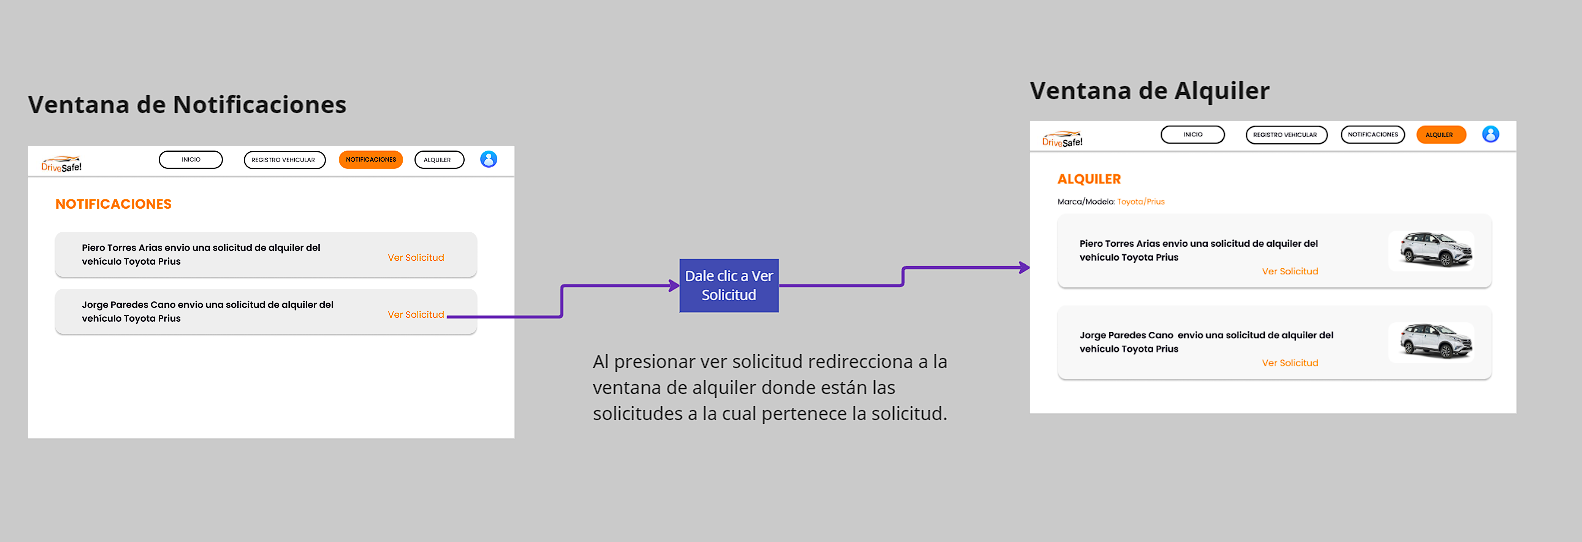 Ventana de Notificaciones
DriveSafe!
INICIO
REGISTRO VEHICULAR
NOTIFICACIONES
ALQUILER
NOTIFICACIONES
Piero Torres Arias envio una solicitud de alquiler del
vehículo Toyota Prius
Ver Solicitud
Jorge Paredes Cano envio una solicitud de alquiler del
vehículo Toyota Prius
Ver Solicitud
Dale clic a Ver
Solicitud
Al presionar ver solicitud redirecciona a la
ventana de alquiler donde están las
solicitudes a la cual pertenece la solicitud.
Ventana de Alquiler
DriveSafe!
INICIO
REGISTRO VEHICULAR
NOTIFICACIONES
ALQUILER
ALQUILER
Marca/Modelo: Toyota/Prius
Piero Torres Arias envio una solicitud de alquiler del
vehículo Toyota Prius
Ver Solicitud
Jorge Paredes Cano  envio una solicitud de alquiler del
vehículo Toyota Prius
Ver Solicitud